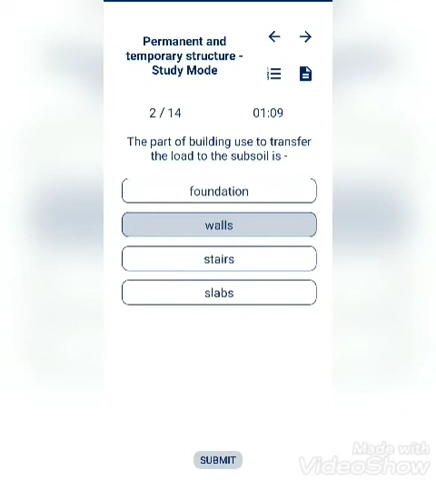 Permanent and
temporary structure -
Study Mode
2 / 14
01:09
The part of building use to transfer
the load to the subsoil is -
foundation
walls
stairs
slabs
SUBMIT
Made with
VideoShow